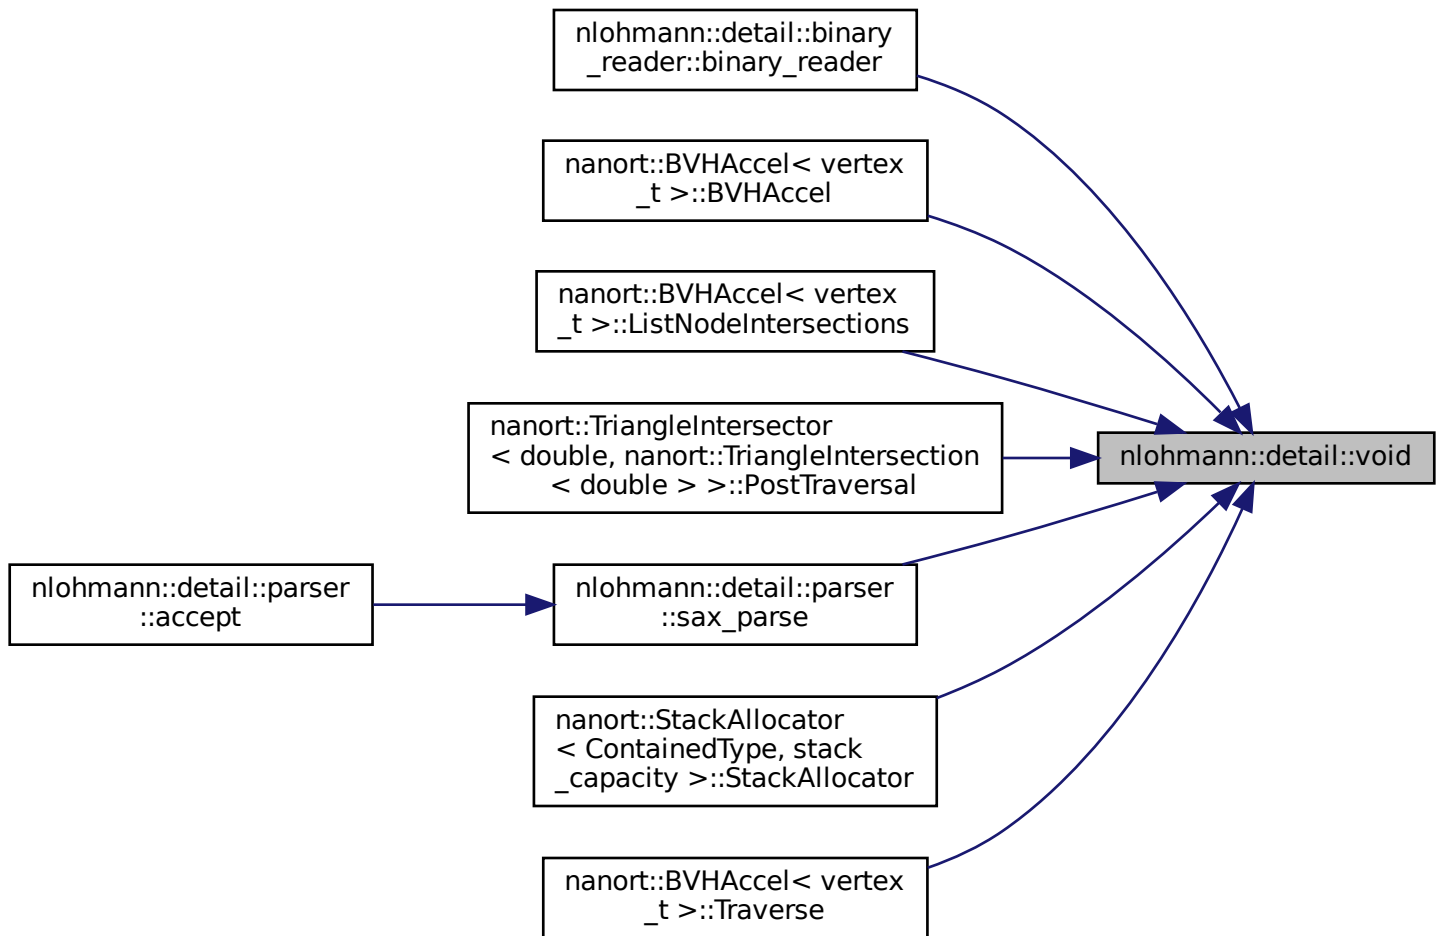 nlohmann::detail::binary
_reader::binary_reader
nanort::BVHAccel< vertex
_t >::BVHAccel
nanort::BVHAccel< vertex
_t >::ListNodeIntersections
nanort::TriangleIntersector
< double, nanort::TriangleIntersection
< double > >::PostTraversal
nlohmann::detail::void
nlohmann::detail::parser
::accept
nlohmann::detail::parser
::sax_parse
nanort::StackAllocator
< ContainedType, stack
_capacity >::StackAllocator
nanort::BVHAccel< vertex
_t >::Traverse